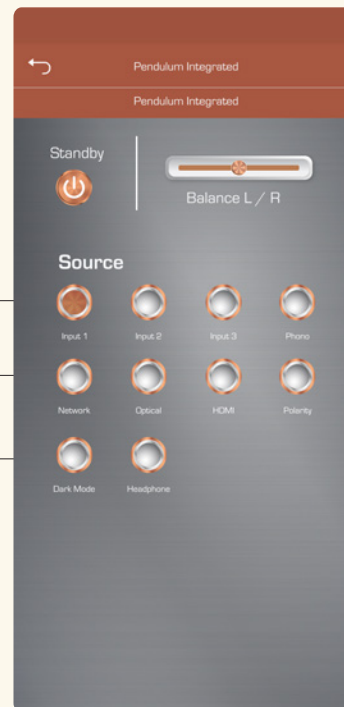 Pendulum Integrated
Pendulum Integrated
Standby
Balance L / R
Source
Input 1 Input 2 Input 3 Phono
Network Optical HDMI Polarity
Dark Mode Headphone